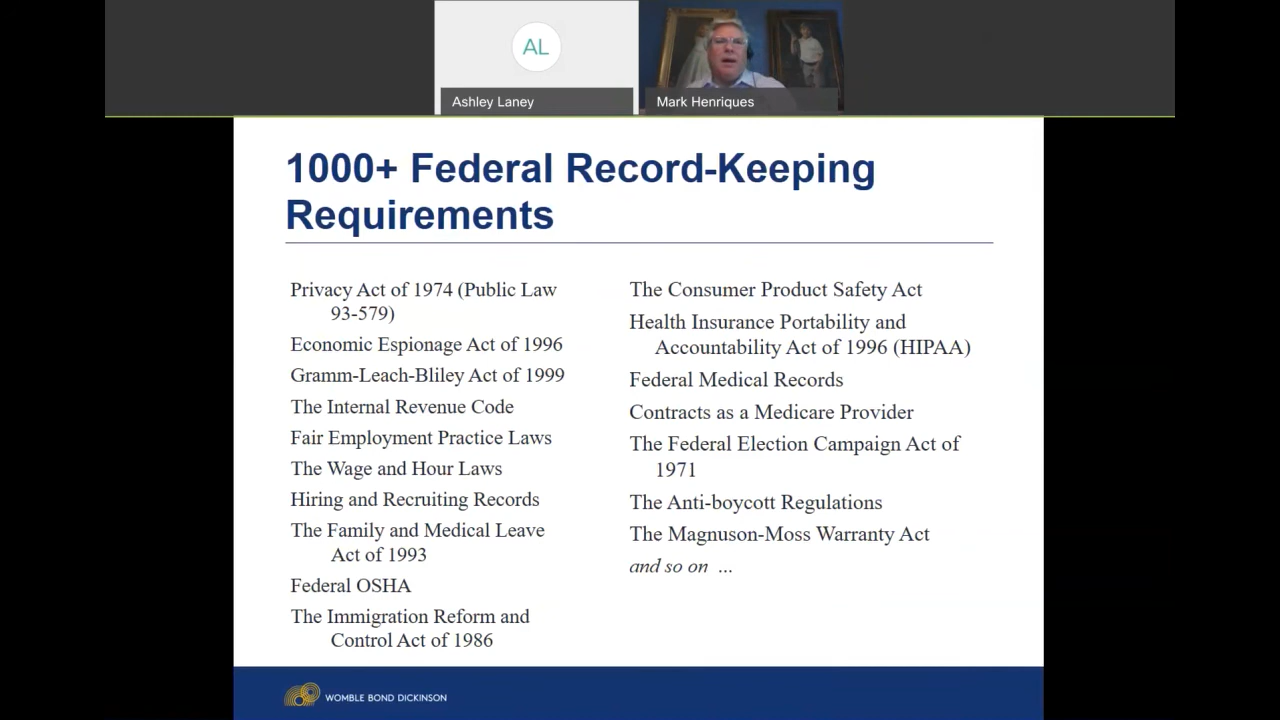 AL
Ashley Laney
Mark Henriques
1000+ Federal Record-Keeping
Requirements
Privacy Act of 1974 (Public Law
93-579)
Economic Espionage Act of 1996
Gramm-Leach-Bliley Act of 1999
The Internal Revenue Code
Fair Employment Practice Laws
The Wage and Hour Laws
Hiring and Recruiting Records
The Family and Medical Leave
Act of 1993
Federal OSHA
The Immigration Reform and
Control Act of 1986
The Consumer Product Safety Act
Health Insurance Portability and
Accountability Act of 1996 (HIPAA)
Federal Medical Records
Contracts as a Medicare Provider
The Federal Election Campaign Act of
1971
The Anti-boycott Regulations
The Magnuson-Moss Warranty Act
and so on ...
WOMBLE BOND DICKINSON